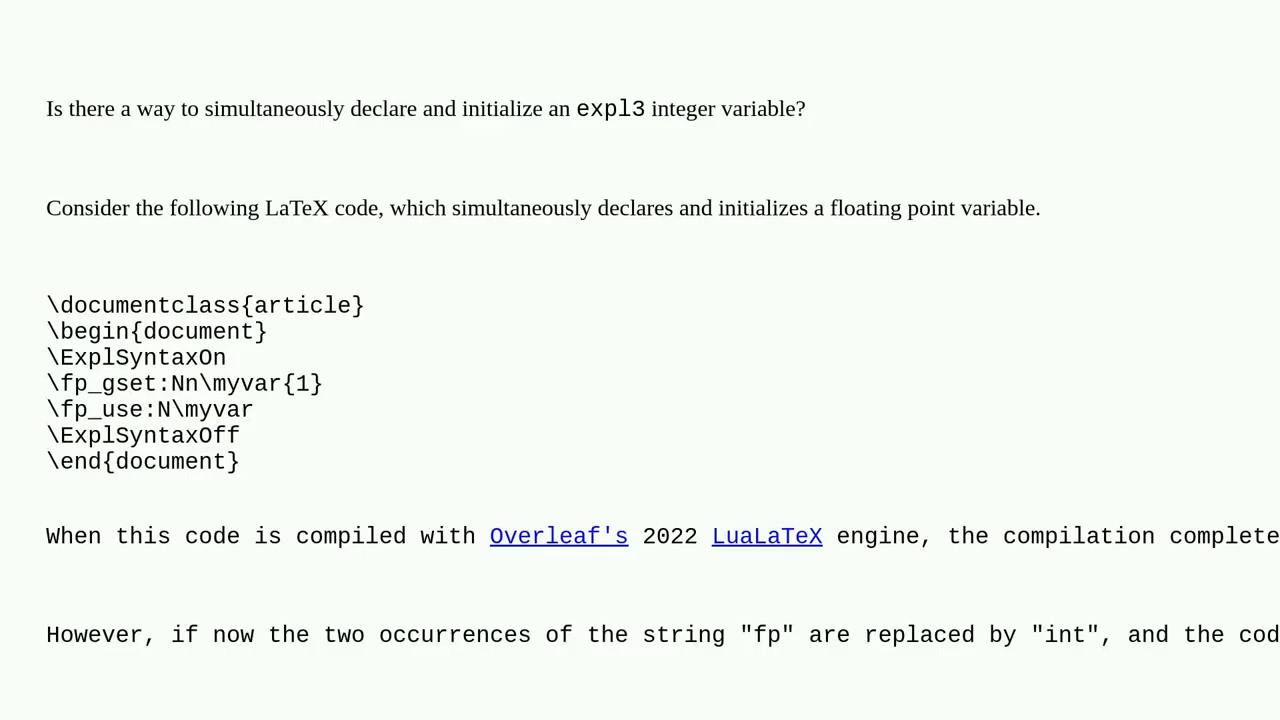 Is there a way to simultaneously declare and initialize an expl3 integer variable?
Consider the following LaTeX code, which simultaneously declares and initializes a floating point variable.
\documentclass{article}
\begin{document}
\ExplSyntaxOn
\fp_gset:Nn\myvar{1}
\fp_use:N\myvar
\ExplSyntaxOff
\end{document}
When this code is compiled with Overleaf's 2022 LuaLaTeX engine, the compilation complete
However, if now the two occurrences of the string "fp" are replaced by "int", and the cod